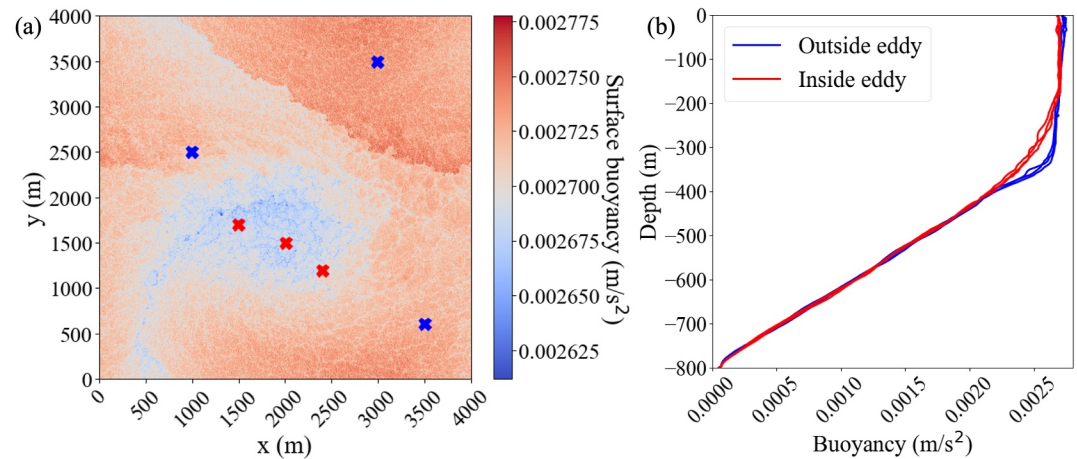 (a)
4000
3500
3000
2500
2000
1500
1000
500
0
y (m)
0 500 1000 1500 2000 2500 3000 3500 4000
x (m)
0.002775
0.002750
0.002725
0.002700
0.002675
0.002650
0.002625
Surface buoyancy (m/s²)
(b)
Outside eddy
Inside eddy
0
−100
−200
−300
−400
−500
−600
−700
−800
Depth (m)
0.0000 0.0005 0.0010 0.0015 0.0020 0.0025
Buoyancy (m/s²)